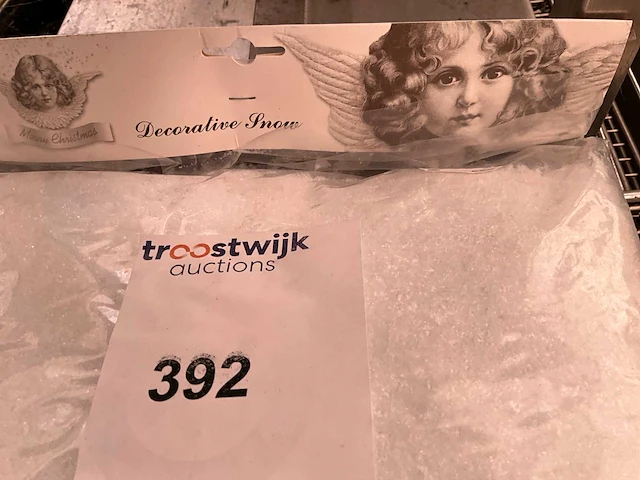 Merry Christmas
Decorative Snow
troostwijk
auctions
392